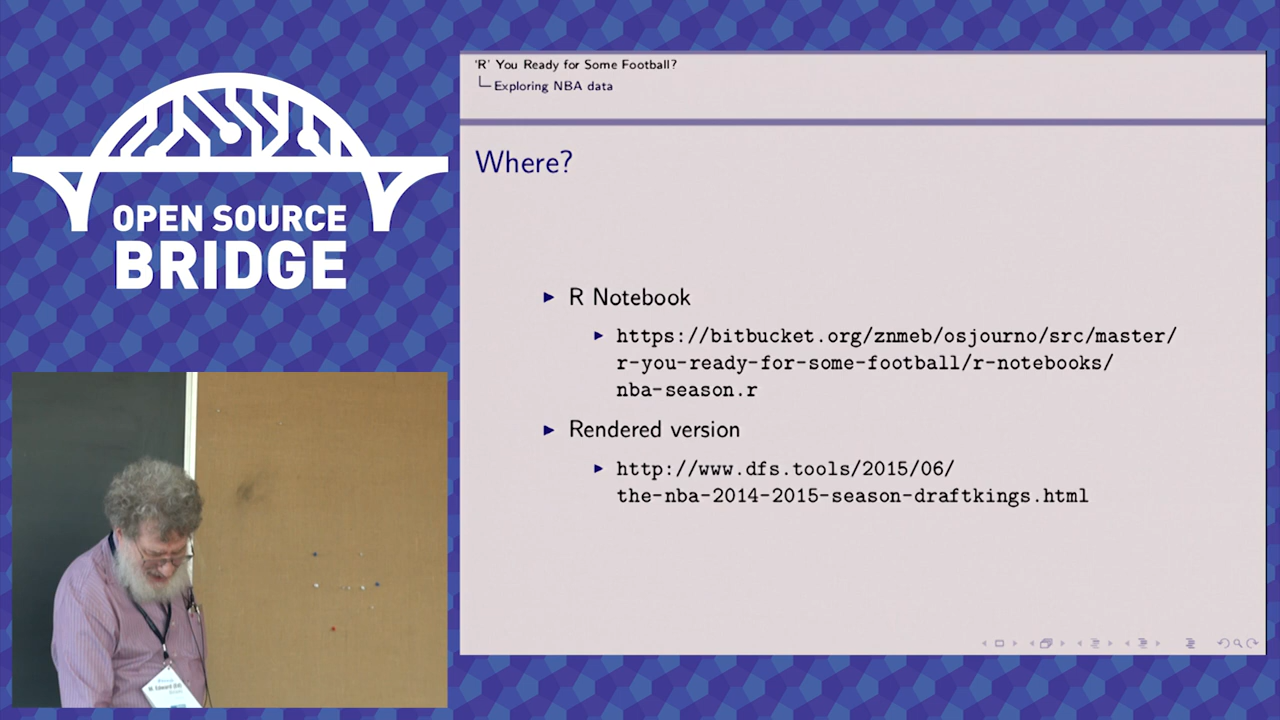 OPEN SOURCE
BRIDGE
'R' You Ready for Some Football?
Exploring NBA data
Where?
R Notebook
https://bitbucket.org/znmeb/osjourno/src/master/
r-you-ready-for-some-football/r-notebooks/
nba-season.r
Rendered version
http://www.dfs.tools/2015/06/
the-nba-2014-2015-season-draftkings.html
M. Edward (Ed)